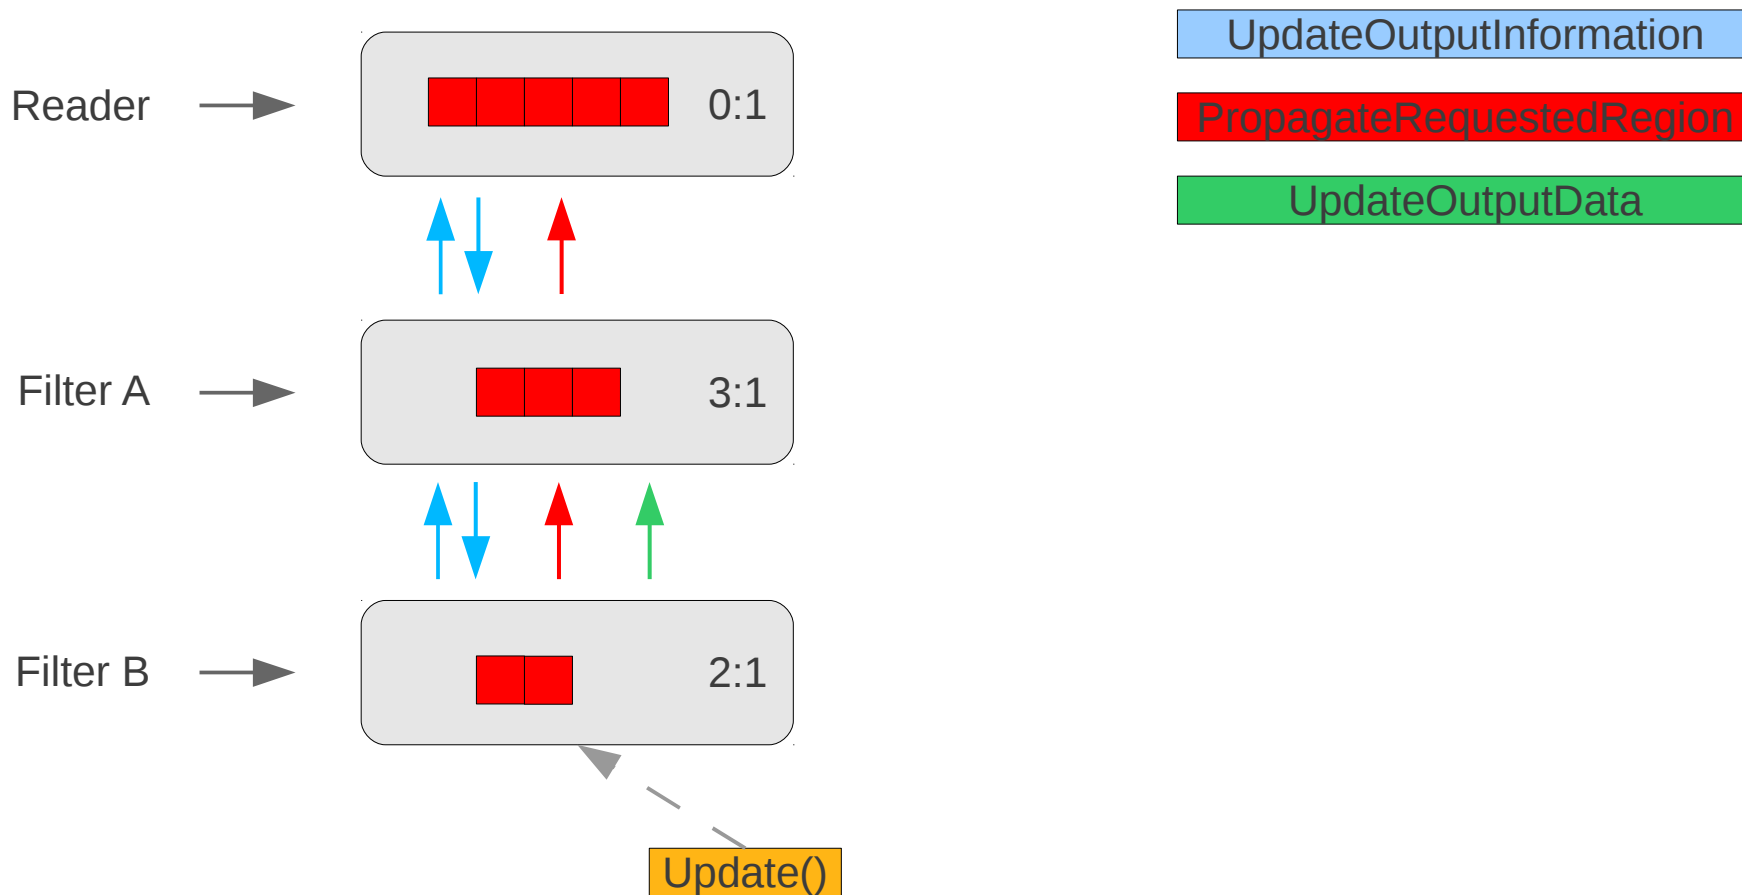 UpdateOutputInformation
Reader
0:1
PropagateRequestedRegion
UpdateOutputData
Filter A
3:1
Filter B
2:1
Update()